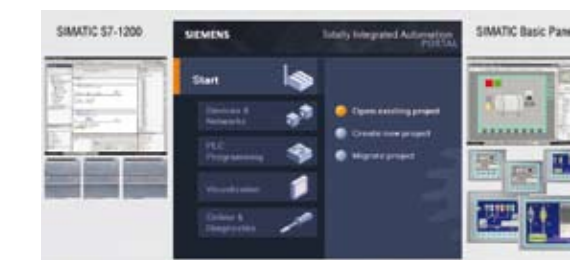 SIMATIC S7-1200
SIEMENS
Totally Integrated Automation
PORTAL
SIMATIC Basic Pane
Start
Devices &
Networks
PLC
Programming
Visualization
Online &
Diagnostics
Open existing project
Create new project
Migrate project